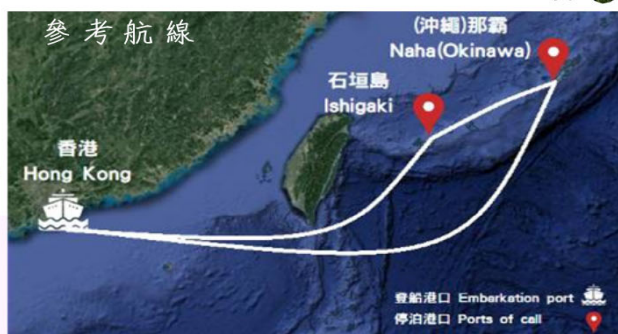 參考航線
(沖繩)那霸
Naha(Okinawa)
石垣島
Ishigaki
香港
Hong Kong
登船港口 Embarkation port
停泊港口 Ports of call